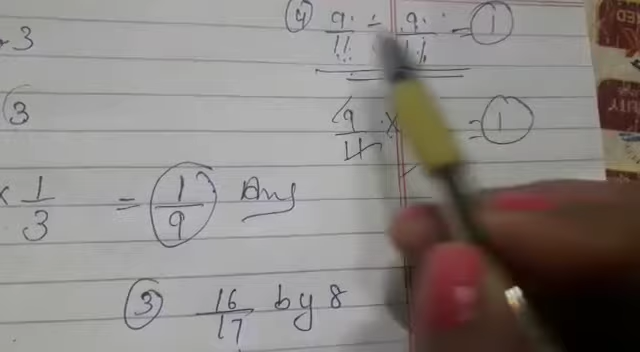 ④ 9/11 ÷ 9/11 = 1
3
3
9/11 × = 1
× 1/3 = 1/9 Ans
③ 16/17 by 8